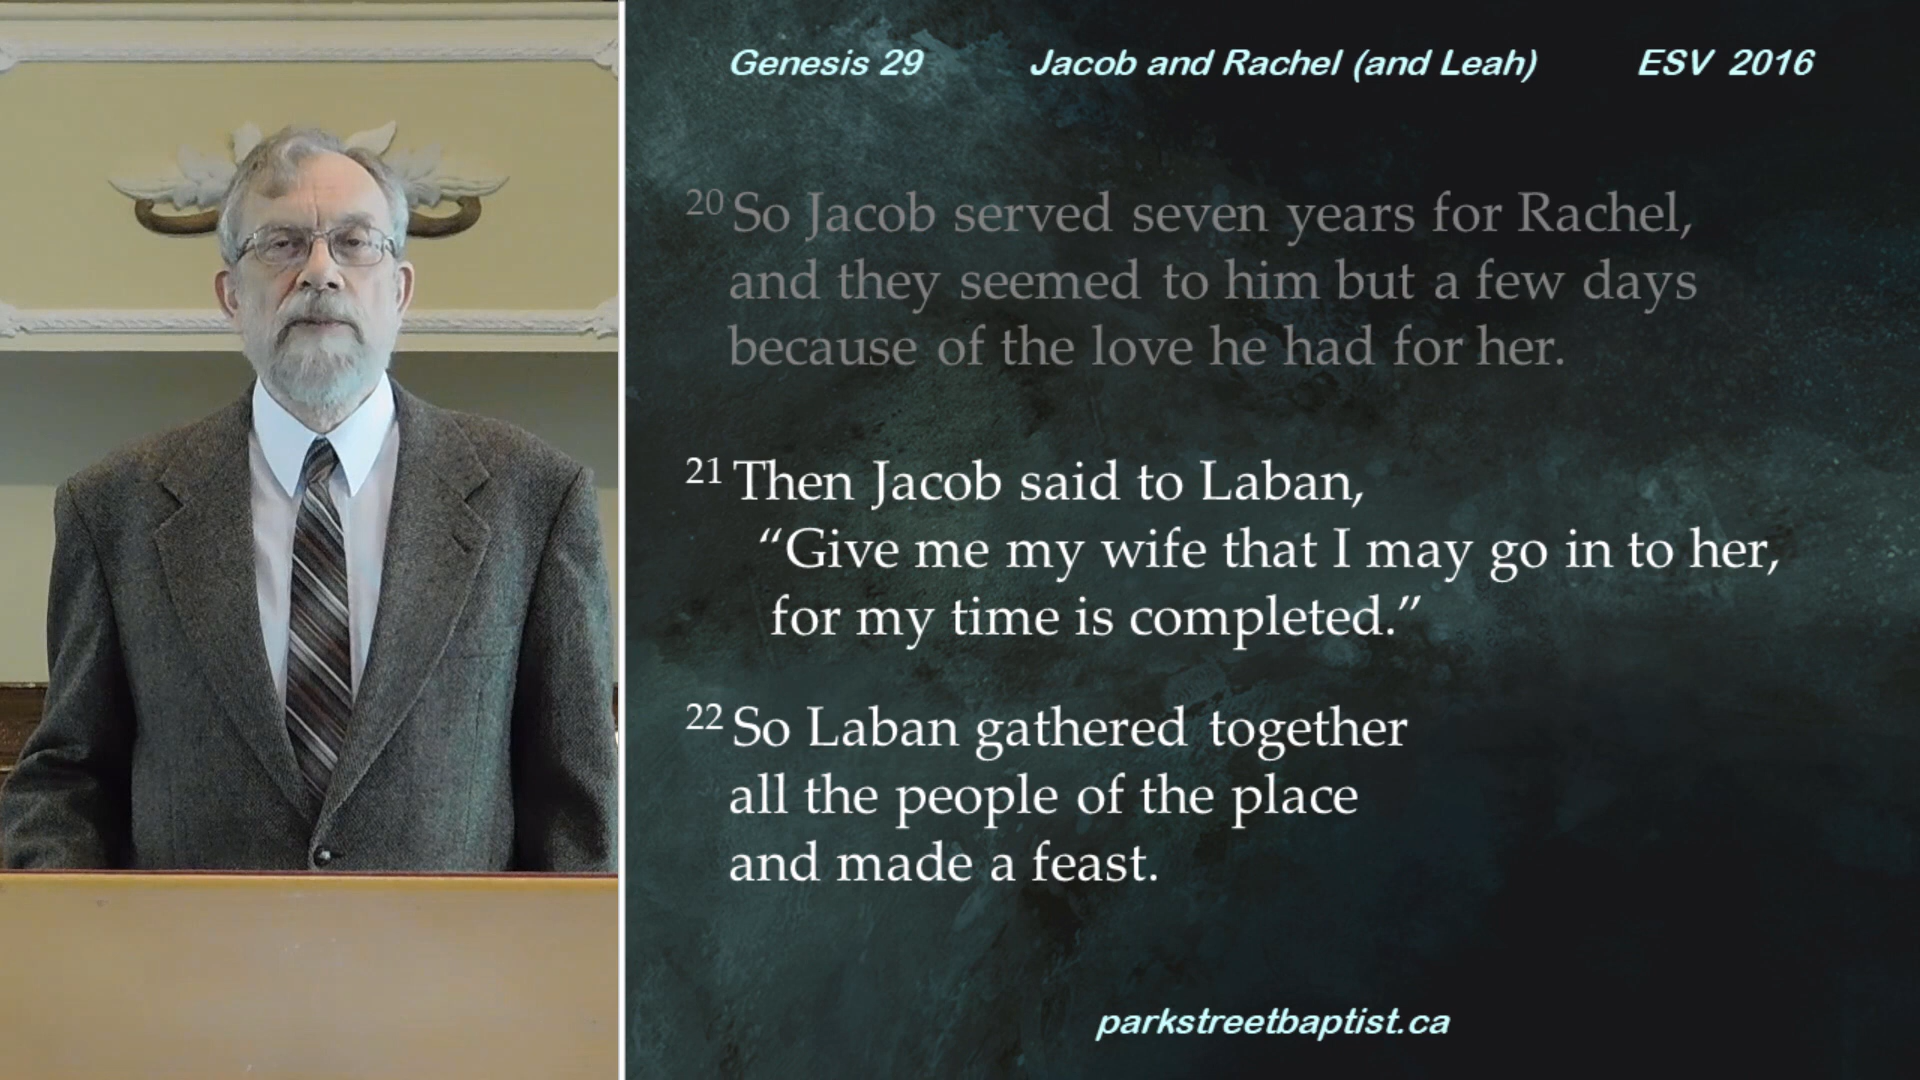 Genesis 29 Jacob and Rachel (and Leah) ESV 2016
20 So Jacob served seven years for Rachel,
and they seemed to him but a few days
because of the love he had for her.
21 Then Jacob said to Laban,
“Give me my wife that I may go in to her,
for my time is completed.”
22 So Laban gathered together
all the people of the place
and made a feast.
parkstreetbaptist.ca